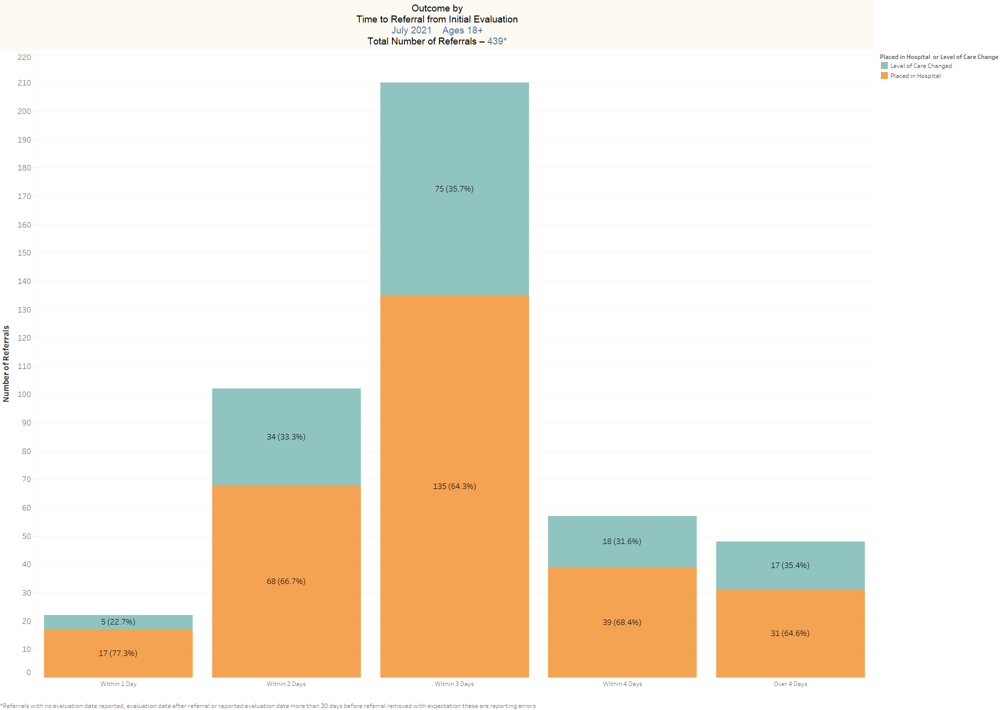 Outcome by
Time to Referral from Initial Evaluation
July 2021 Ages 18+
Total Number of Referrals – 439*
Placed in Hospital or Level of Care Change
Level of Care Changed
Placed in Hospital
Number of Referrals
220
210
200
190
180
170
160
150
140
130
120
110
100
90
80
70
60
50
40
30
20
10
0
5 (22.7%)
17 (77.3%)
34 (33.3%)
68 (66.7%)
75 (35.7%)
135 (64.3%)
18 (31.6%)
39 (68.4%)
17 (35.4%)
31 (64.6%)
Within 1 Day
Within 2 Days
Within 3 Days
Within 4 Days
Over 4 Days
*Referrals with no evaluation date reported, evaluation date after referral or reported evaluation date more than 30 days before referral removed with expectation these are reporting errors